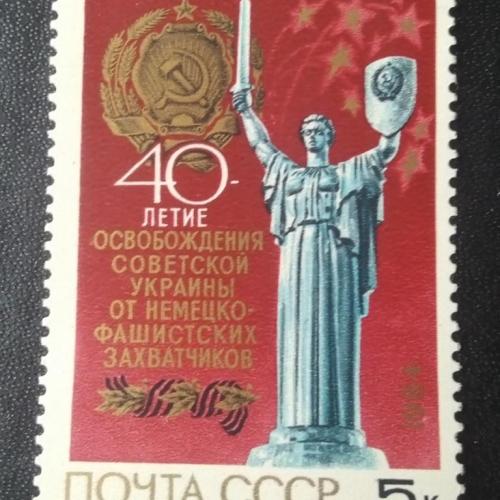 40-
ЛЕТИЕ
ОСВОБОЖДЕНИЯ
СОВЕТСКОЙ
УКРАИНЫ
ОТ НЕМЕЦКО-
ФАШИСТСКИХ
ЗАХВАТЧИКОВ
1984
ПОЧТА СССР 5к